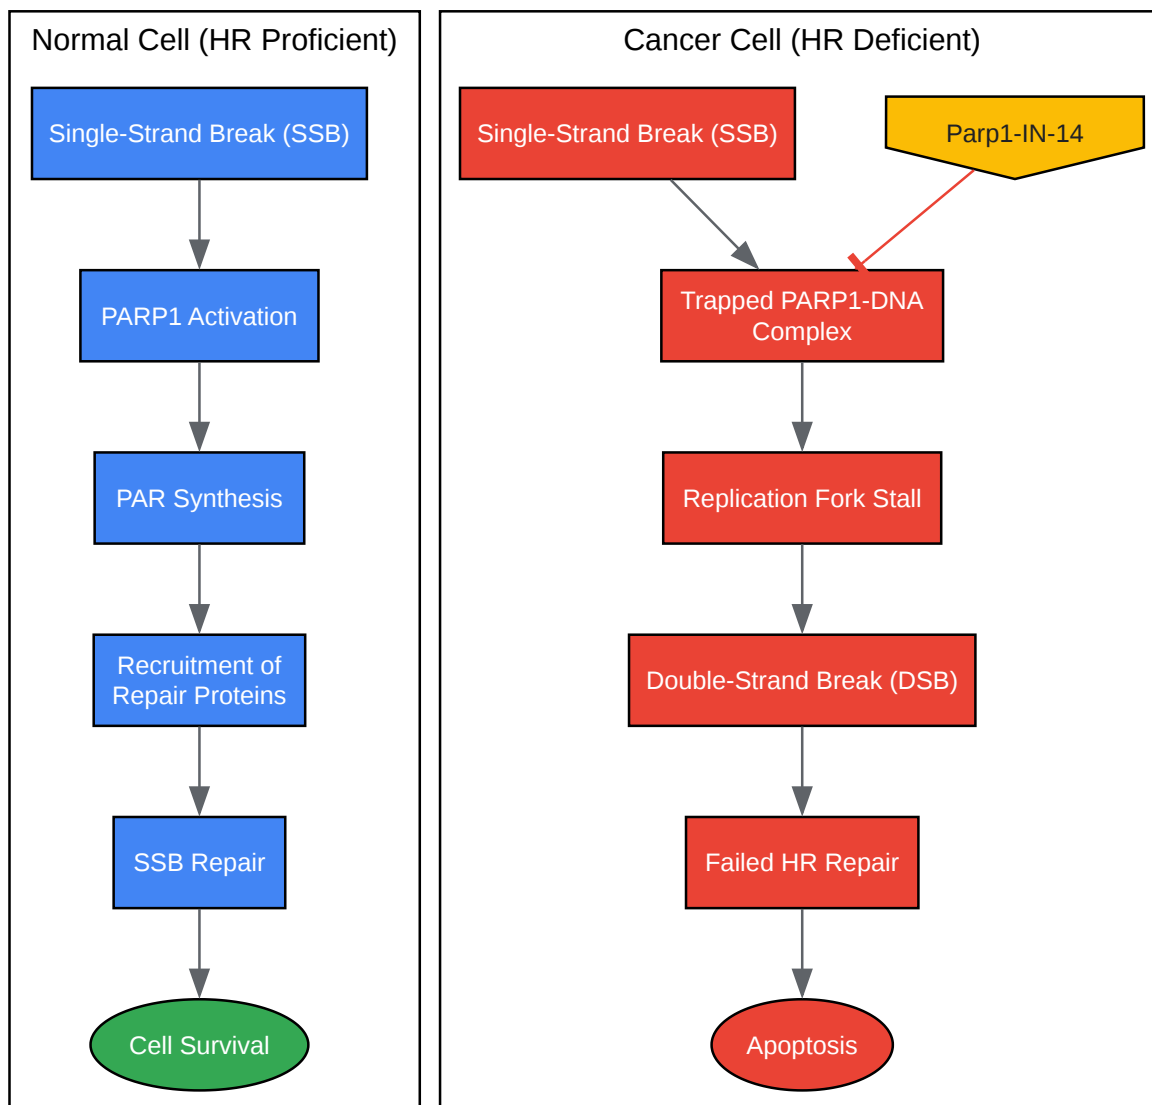 Normal Cell (HR Proficient)
Single-Strand Break (SSB)
PARP1 Activation
PAR Synthesis
Recruitment of
Repair Proteins
SSB Repair
Cell Survival
Cancer Cell (HR Deficient)
Single-Strand Break (SSB)
Parp1-IN-14
Trapped PARP1-DNA
Complex
Replication Fork Stall
Double-Strand Break (DSB)
Failed HR Repair
Apoptosis